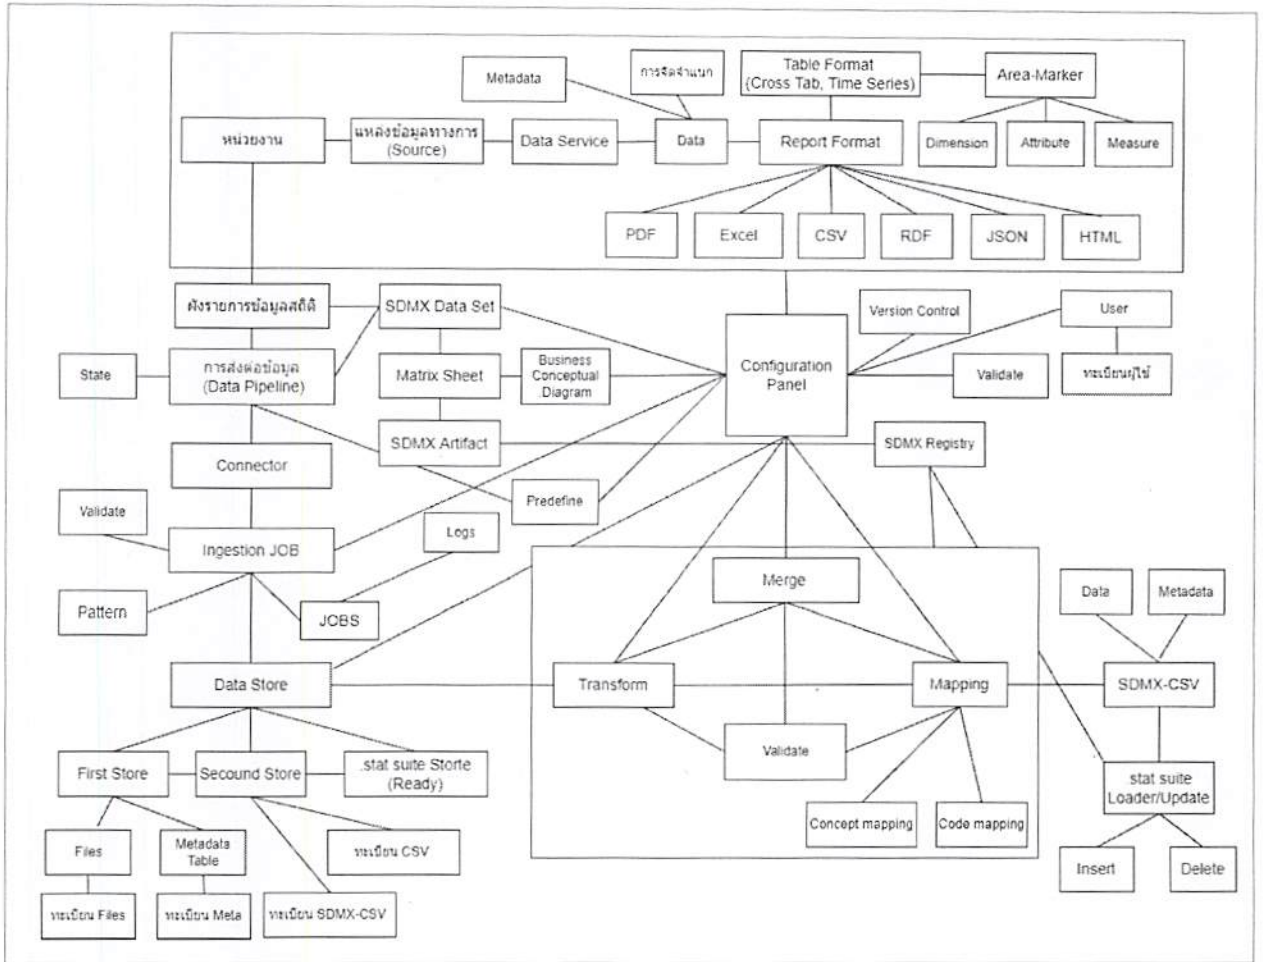 Table Format
(Cross Tab, Time Series)
Area-Marker
Metadata
การจัดจำแนก
หน่วยงาน
แหล่งข้อมูลทางการ
(Source)
Data Service
Data
Report Format
Dimension
Attribute
Measure
PDF
Excel
CSV
RDF
JSON
HTML
ผังรายการข้อมูลสถิติ
SDMX Data Set
Version Control
User
State
การส่งต่อข้อมูล
(Data Pipeline)
Matrix Sheet
Business
Conceptual
.Diagram
Configuration
Panel
Validate
ทะเบียนผู้ใช้
SDMX Artifact
SDMX Registry
Connector
Predefine
Validate
Ingestion JOB
Logs
Pattern
JOBS
Merge
Data
Metadata
Data Store
Transform
Mapping
SDMX-CSV
Validate
First Store
Secound Store
.stat suite Storte
(Ready)
.stat suite
Loader/Update
Concept mapping
Code mapping
Files
Metadata
Table
ทะเบียน CSV
Insert
Delete
ทะเบียน Files
ทะเบียน Meta
ทะเบียน SDMX-CSV